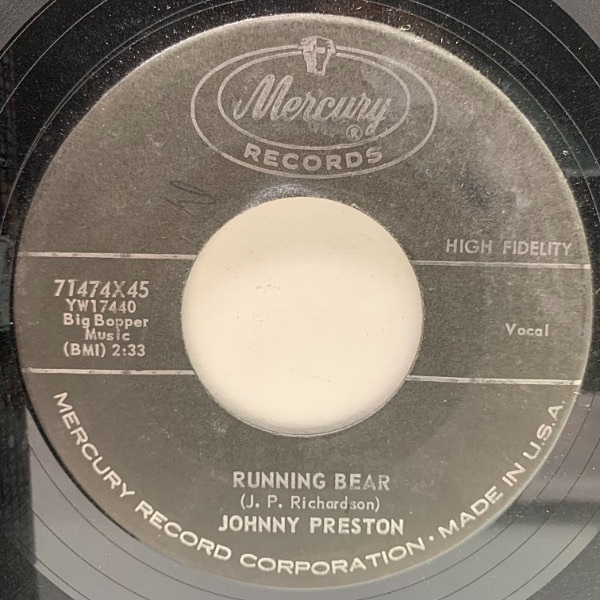 Mercury
®
RECORDS
HIGH FIDELITY
71474X45
YW17440
Big Bopper
Music
(BMI) 2:33
Vocal
RUNNING BEAR
(J. P. Richardson)
JOHNNY PRESTON
MERCURY RECORD CORPORATION • MADE IN U.S.A.